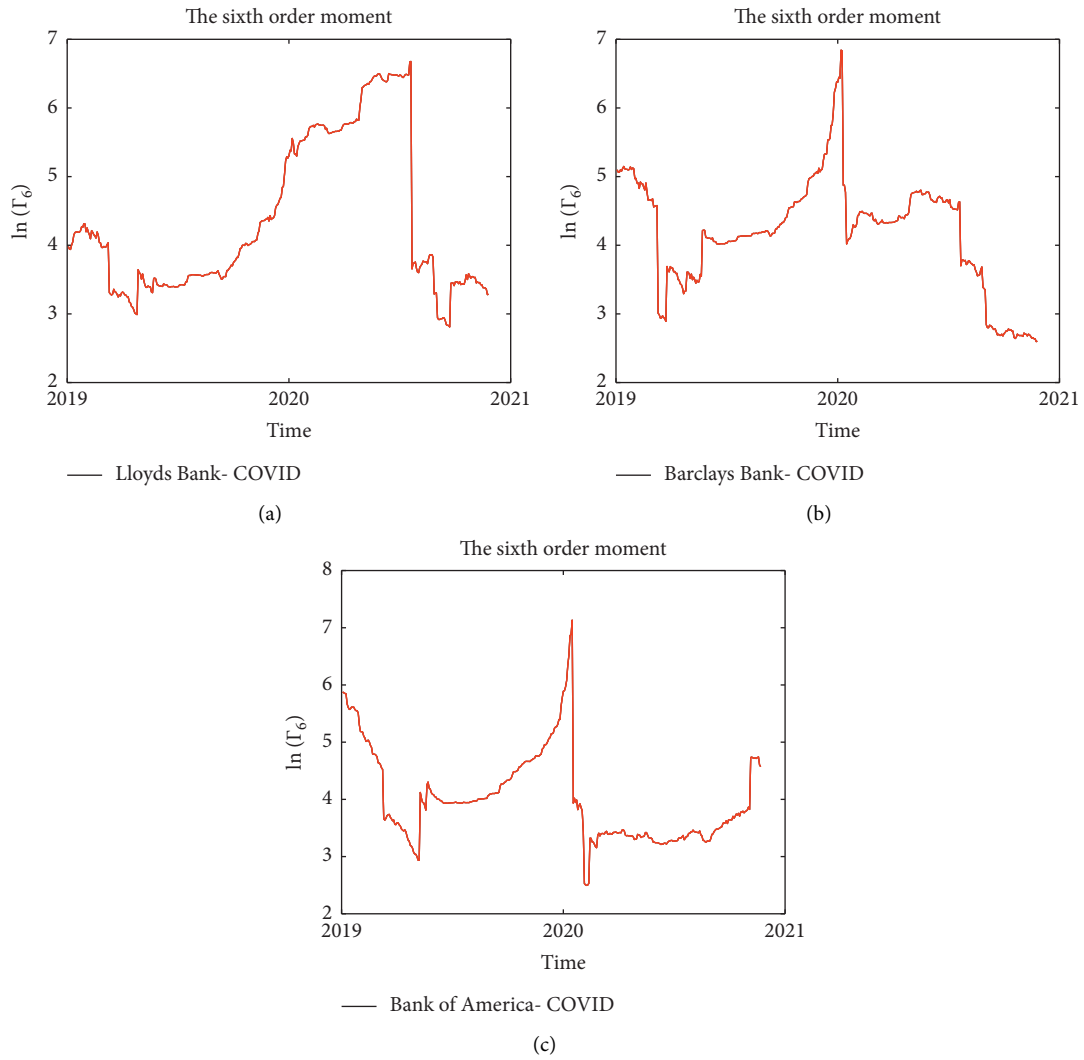 The sixth order moment
7
6
5
4
3
2
ln (Γ6)
2019 2020 2021
Time
Lloyds Bank- COVID
(a)
The sixth order moment
7
6
5
4
3
2
ln (Γ6)
2019 2020 2021
Time
Barclays Bank- COVID
(b)
The sixth order moment
8
7
6
5
4
3
2
ln (Γ6)
2019 2020 2021
Time
Bank of America- COVID
(c)